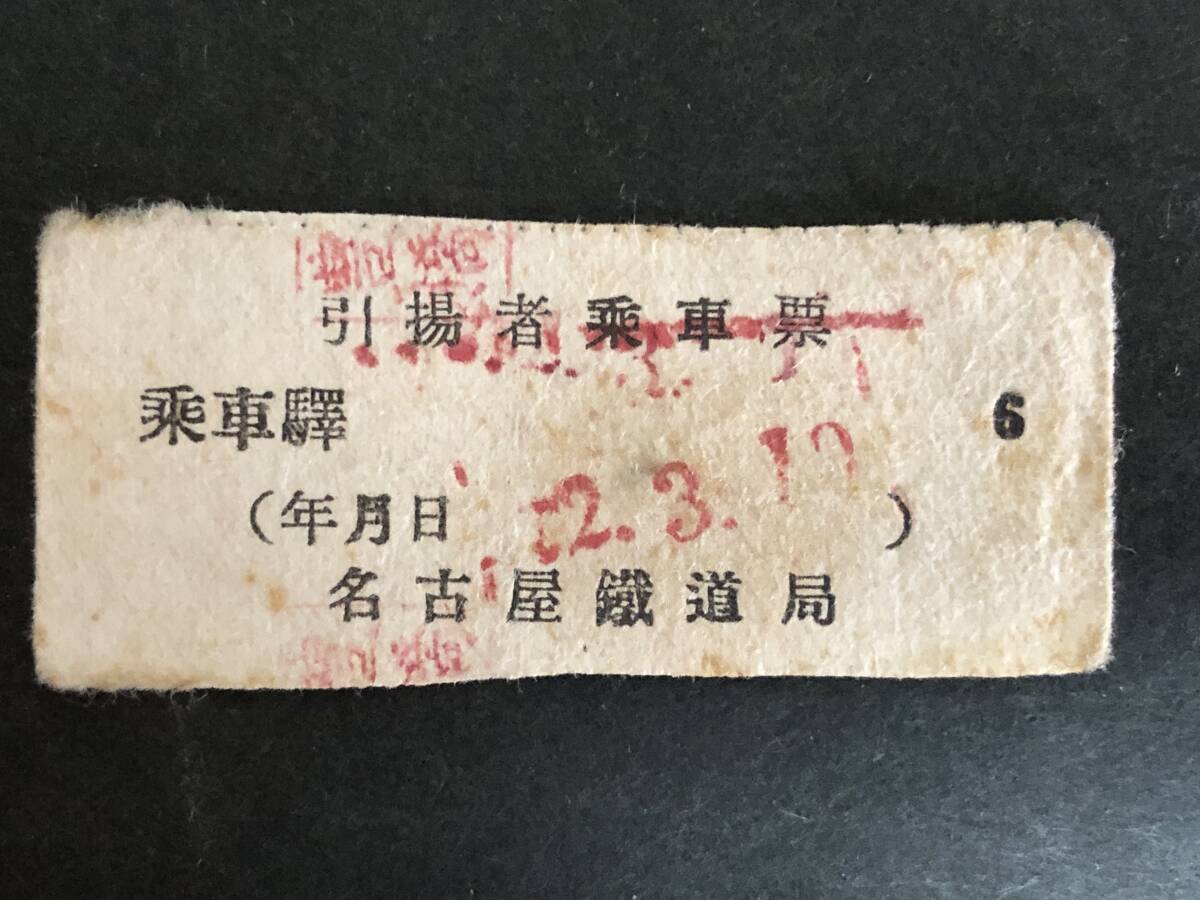 引揚者乘車票
乘車驛
6
(年月日 2.3.1 )
名古屋鐵道局